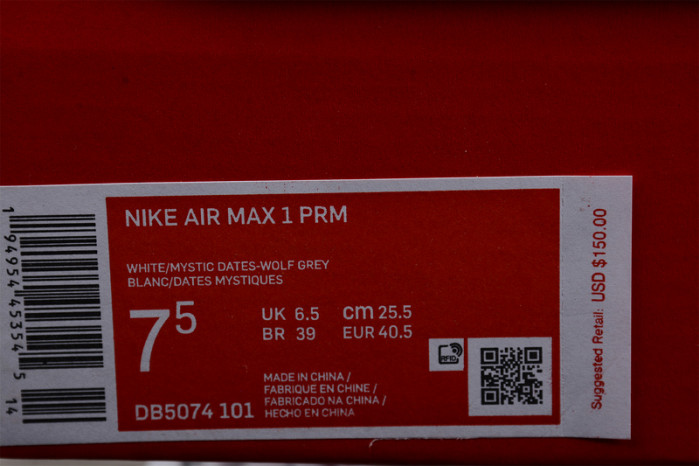 NIKE AIR MAX 1 PRM
WHITE/MYSTIC DATES-WOLF GREY
BLANC/DATES MYSTIQUES
7⁵
UK 6.5 cm 25.5
BR 39 EUR 40.5
RFID
MADE IN CHINA /
FABRIQUE EN CHINE /
FABRICADO NA CHINA /
HECHO EN CHINA
DB5074 101
Suggested Retail: USD $150.00
1 94954 45354 5 14